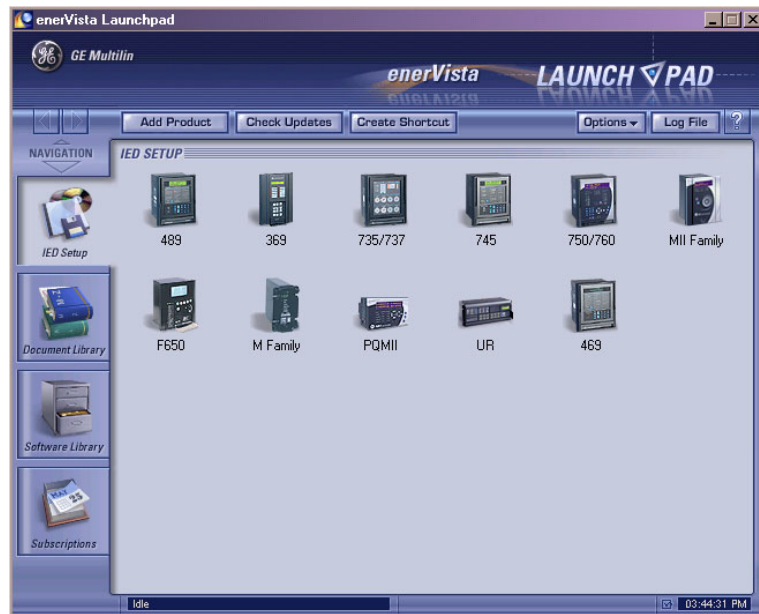 enerVista Launchpad
GE Multilin
enerVista LAUNCH PAD
Add Product Check Updates Create Shortcut Options Log File ?
NAVIGATION
IED SETUP
489 369 735/737 745 750/760 MII Family
IED Setup
F650 M Family PQMII UR 469
Document Library
Software Library
MAY 25
Subscriptions
Idle 03:44:31 PM